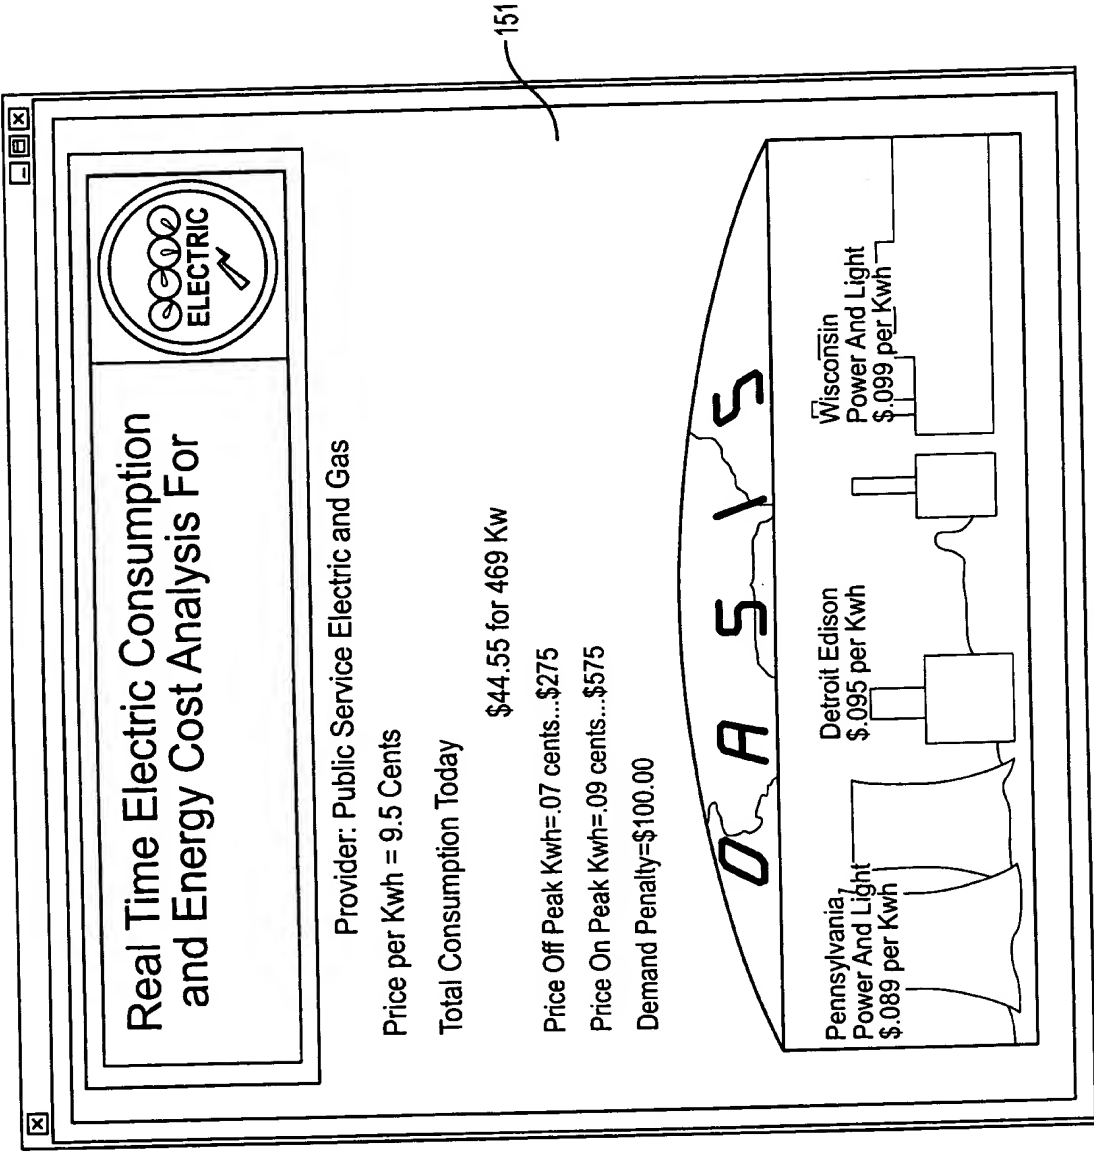 Real Time Electric Consumption
and Energy Cost Analysis For
ELECTRIC
Provider: Public Service Electric and Gas
Price per Kwh = 9.5 Cents
Total Consumption Today
$44.55 for 469 Kw
Price Off Peak Kwh=.07 cents...$275
Price On Peak Kwh=.09 cents...$575
Demand Penalty=$100.00
OASIS
Pennsylvania
Power And Light
$.089 per Kwh
Detroit Edison
$.095 per Kwh
Wisconsin
Power And Light
$.099 per Kwh
151